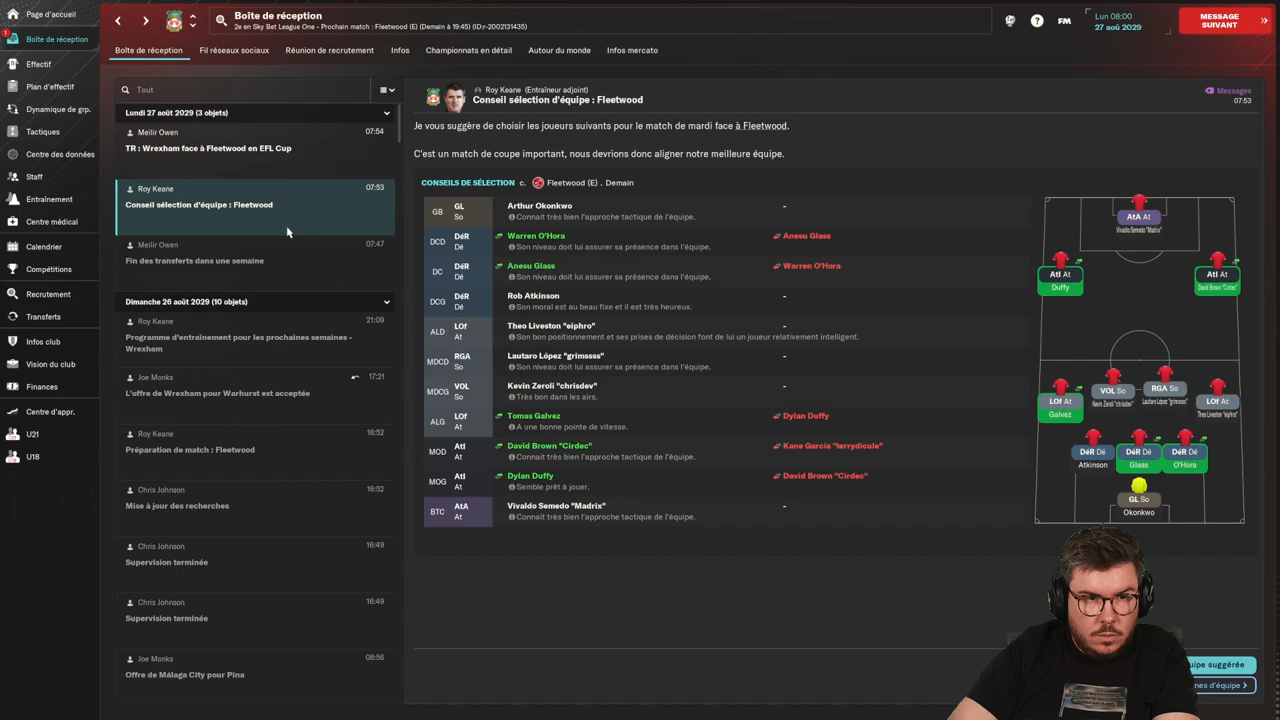 Page d'accueil
1
Boîte de réception
Effectif
Plan d'effectif
Dynamique de grp.
Tactiques
Centre des données
Staff
Entraînement
Centre médical
Calendrier
Compétitions
Recrutement
Transferts
Infos club
Vision du club
Finances
Centre d'appr.
U21
U18
Boîte de réception
2e en Sky Bet League One - Prochain match : Fleetwood (E) (Demain à 19:45) (ID:r-2002131435)
FM
Lun 08:00
27 aoû 2029
MESSAGE SUIVANT
Boîte de réception
Fil réseaux sociaux
Réunion de recrutement
Infos
Championnats en détail
Autour du monde
Infos mercato
Tout
Lundi 27 août 2029 (3 objets)
Meilir Owen
07:54
TR : Wrexham face à Fleetwood en EFL Cup
Roy Keane
07:53
Conseil sélection d'équipe : Fleetwood
Meilir Owen
07:47
Fin des transferts dans une semaine
Dimanche 26 août 2029 (10 objets)
Roy Keane
21:09
Programme d'entraînement pour les prochaines semaines -
Wrexham
Joe Monks
17:21
L'offre de Wrexham pour Warhurst est acceptée
Roy Keane
16:52
Préparation de match : Fleetwood
Chris Johnson
16:52
Mise à jour des recherches
Chris Johnson
16:49
Supervision terminée
Chris Johnson
16:49
Supervision terminée
Joe Monks
08:56
Offre de Málaga City pour Pina
Roy Keane (Entraîneur adjoint)
Conseil sélection d'équipe : Fleetwood
Messages
07:53
Je vous suggère de choisir les joueurs suivants pour le match de mardi face à Fleetwood.
C'est un match de coupe important, nous devrions donc aligner notre meilleure équipe.
CONSEILS DE SÉLECTION c. Fleetwood (E) . Demain
GB GL So Arthur Okonkwo -
Connait très bien l'approche tactique de l'équipe.
DCD DéR Dé Warren O'Hora Anesu Glass
Son niveau doit lui assurer sa présence dans l'équipe.
DC DéR Dé Anesu Glass Warren O'Hora
Son niveau doit lui assurer sa présence dans l'équipe.
DCG DéR Dé Rob Atkinson -
Son moral est au beau fixe et il est très heureux.
ALD LOf At Theo Liveston "eiphro" -
Son bon positionnement et ses prises de décision font de lui un joueur relativement intelligent.
MDCD RGA So Lautaro López "grimssss" -
Son niveau doit lui assurer sa présence dans l'équipe.
MDCG VOL So Kevin Zeroli "chrisdev" -
Très bon dans les airs.
ALG LOf At Tomas Galvez Dylan Duffy
A une bonne pointe de vitesse.
MOD AtI At David Brown "Cirdec" Kane García "terrydicule"
Connait très bien l'approche tactique de l'équipe.
MOG AtI At Dylan Duffy David Brown "Cirdec"
Semble prêt à jouer.
BTC AtA At Vivaldo Semedo "Madrix" -
Connait très bien l'approche tactique de l'équipe.
AtA At
Vivaldo Semedo "Madrix"
AtI At
Duffy
AtI At
David Brown "Cirdec"
LOf At
Galvez
VOL So
Kevin Zeroli "chrisdev"
RGA So
Lautaro López "grimssss"
LOf At
Theo Liveston "eiphro"
DéR Dé
Atkinson
DéR Dé
Glass
DéR Dé
O'Hora
GL So
Okonkwo
uipe suggérée
nes d'équipe